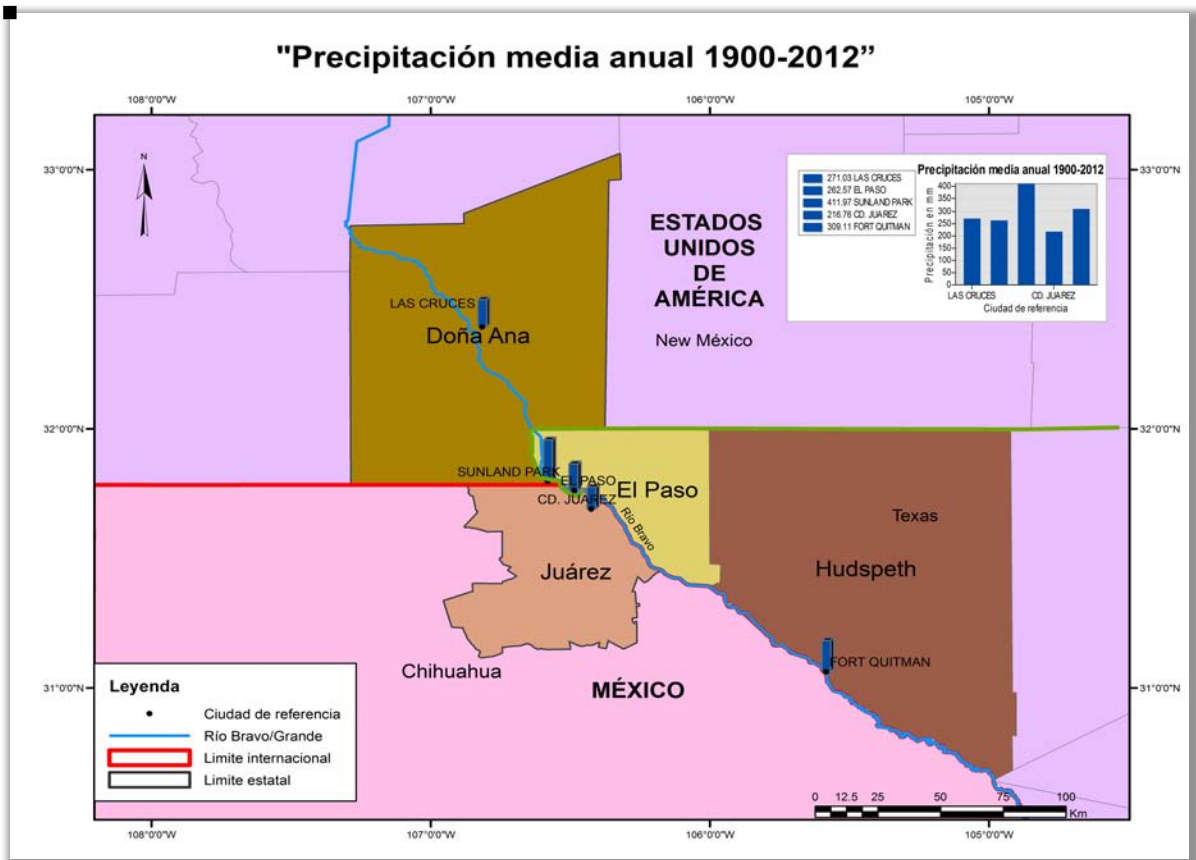 "Precipitación media anual 1900-2012”
108°0'0"W 107°0'0"W 106°0'0"W 105°0'0"W
33°0'0"N 33°0'0"N
32°0'0"N 32°0'0"N
31°0'0"N 31°0'0"N
N
271.03 LAS CRUCES
262.57 EL PASO
411.97 SUNLAND PARK
216.76 CD. JUAREZ
309.11 FORT QUITMAN
Precipitación media anual 1900-2012
Precipitación en mm
400
350
300
250
200
150
100
50
0
LAS CRUCES CD. JUAREZ
Ciudad de referencia
ESTADOS
UNIDOS
DE
AMÉRICA
New México
LAS CRUCES
Doña Ana
SUNLAND PARK
EL PASO
CD. JUAREZ
El Paso
Río Bravo
Texas
Hudspeth
Juárez
FORT QUITMAN
Chihuahua
MÉXICO
Leyenda
Ciudad de referencia
Río Bravo/Grande
Limite internacional
Limite estatal
0 12.5 25 50 75 100
Km
108°0'0"W 107°0'0"W 106°0'0"W 105°0'0"W